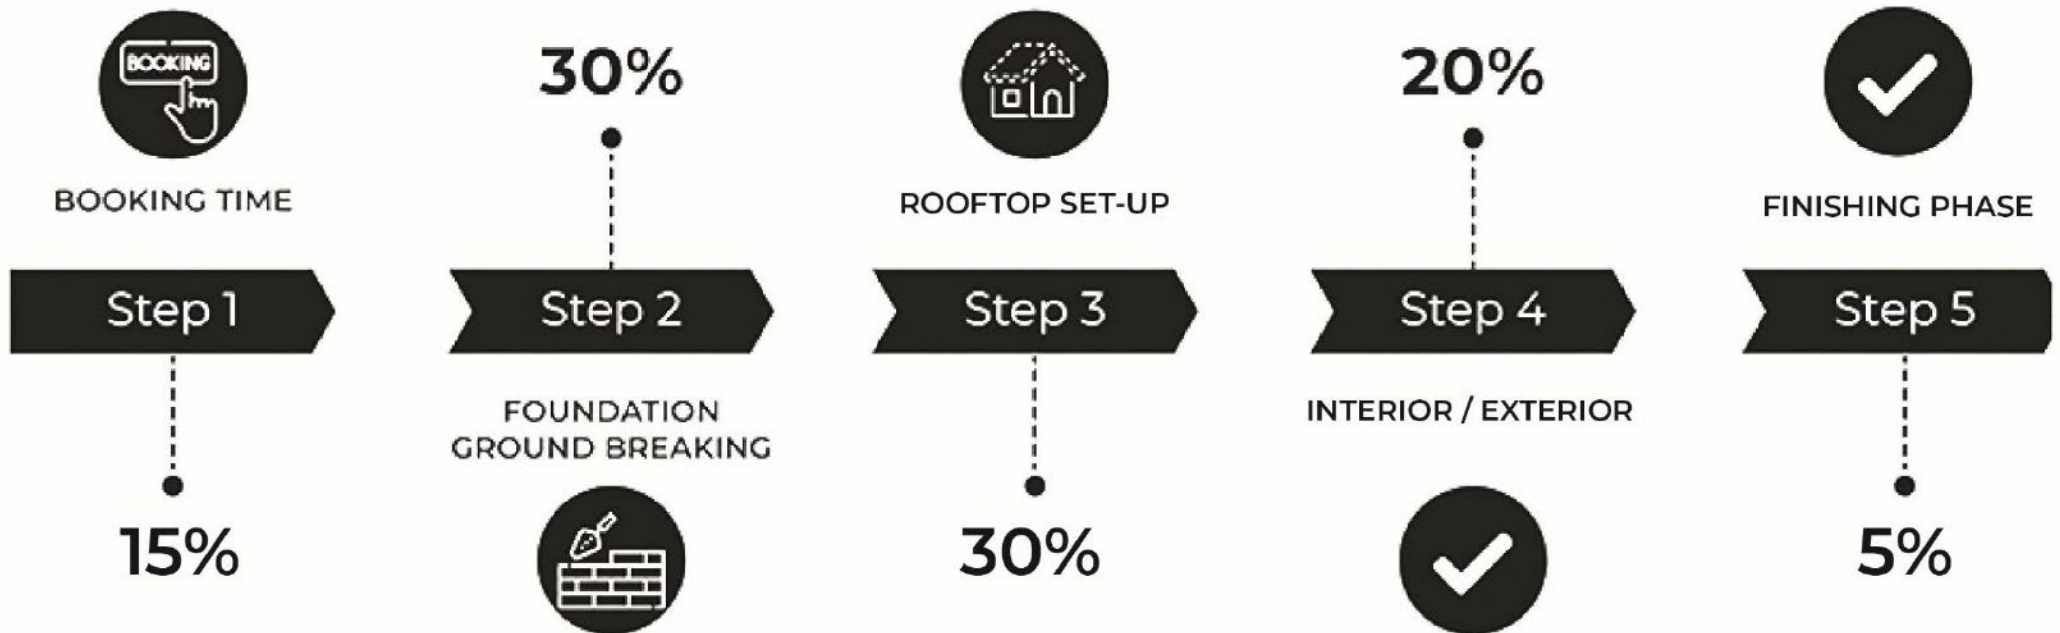 BOOKING
BOOKING TIME
Step 1
15%
30%
Step 2
FOUNDATION
GROUND BREAKING
ROOFTOP SET-UP
Step 3
30%
20%
Step 4
INTERIOR / EXTERIOR
FINISHING PHASE
Step 5
5%